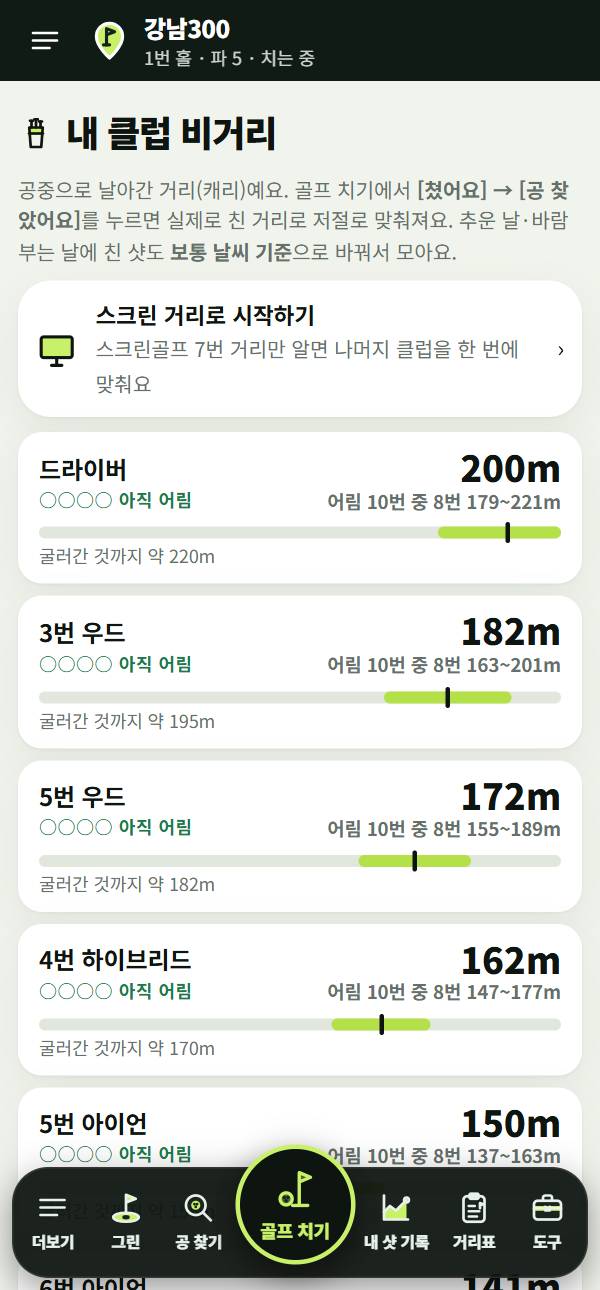 강남300
1번 홀 · 파 5 · 치는 중
내 클럽 비거리
공중으로 날아간 거리(캐리)예요. 골프 치기에서 [쳤어요] → [공 찾
았어요]를 누르면 실제로 친 거리로 저절로 맞춰져요. 추운 날·바람
부는 날에 친 샷도 보통 날씨 기준으로 바꿔서 모아요.
스크린 거리로 시작하기
스크린골프 7번 거리만 알면 나머지 클럽을 한 번에
맞춰요
›
드라이버
200m
○○○○ 아직 어림
어림 10번 중 8번 179~221m
굴러간 것까지 약 220m
3번 우드
182m
○○○○ 아직 어림
어림 10번 중 8번 163~201m
굴러간 것까지 약 195m
5번 우드
172m
○○○○ 아직 어림
어림 10번 중 8번 155~189m
굴러간 것까지 약 182m
4번 하이브리드
162m
○○○○ 아직 어림
어림 10번 중 8번 147~177m
굴러간 것까지 약 170m
5번 아이언
150m
○○○○ 아직 어림
어림 10번 중 8번 137~163m
더보기
그린
공 찾기
골프 치기
내 샷 기록
거리표
도구
6번 아이언
141m